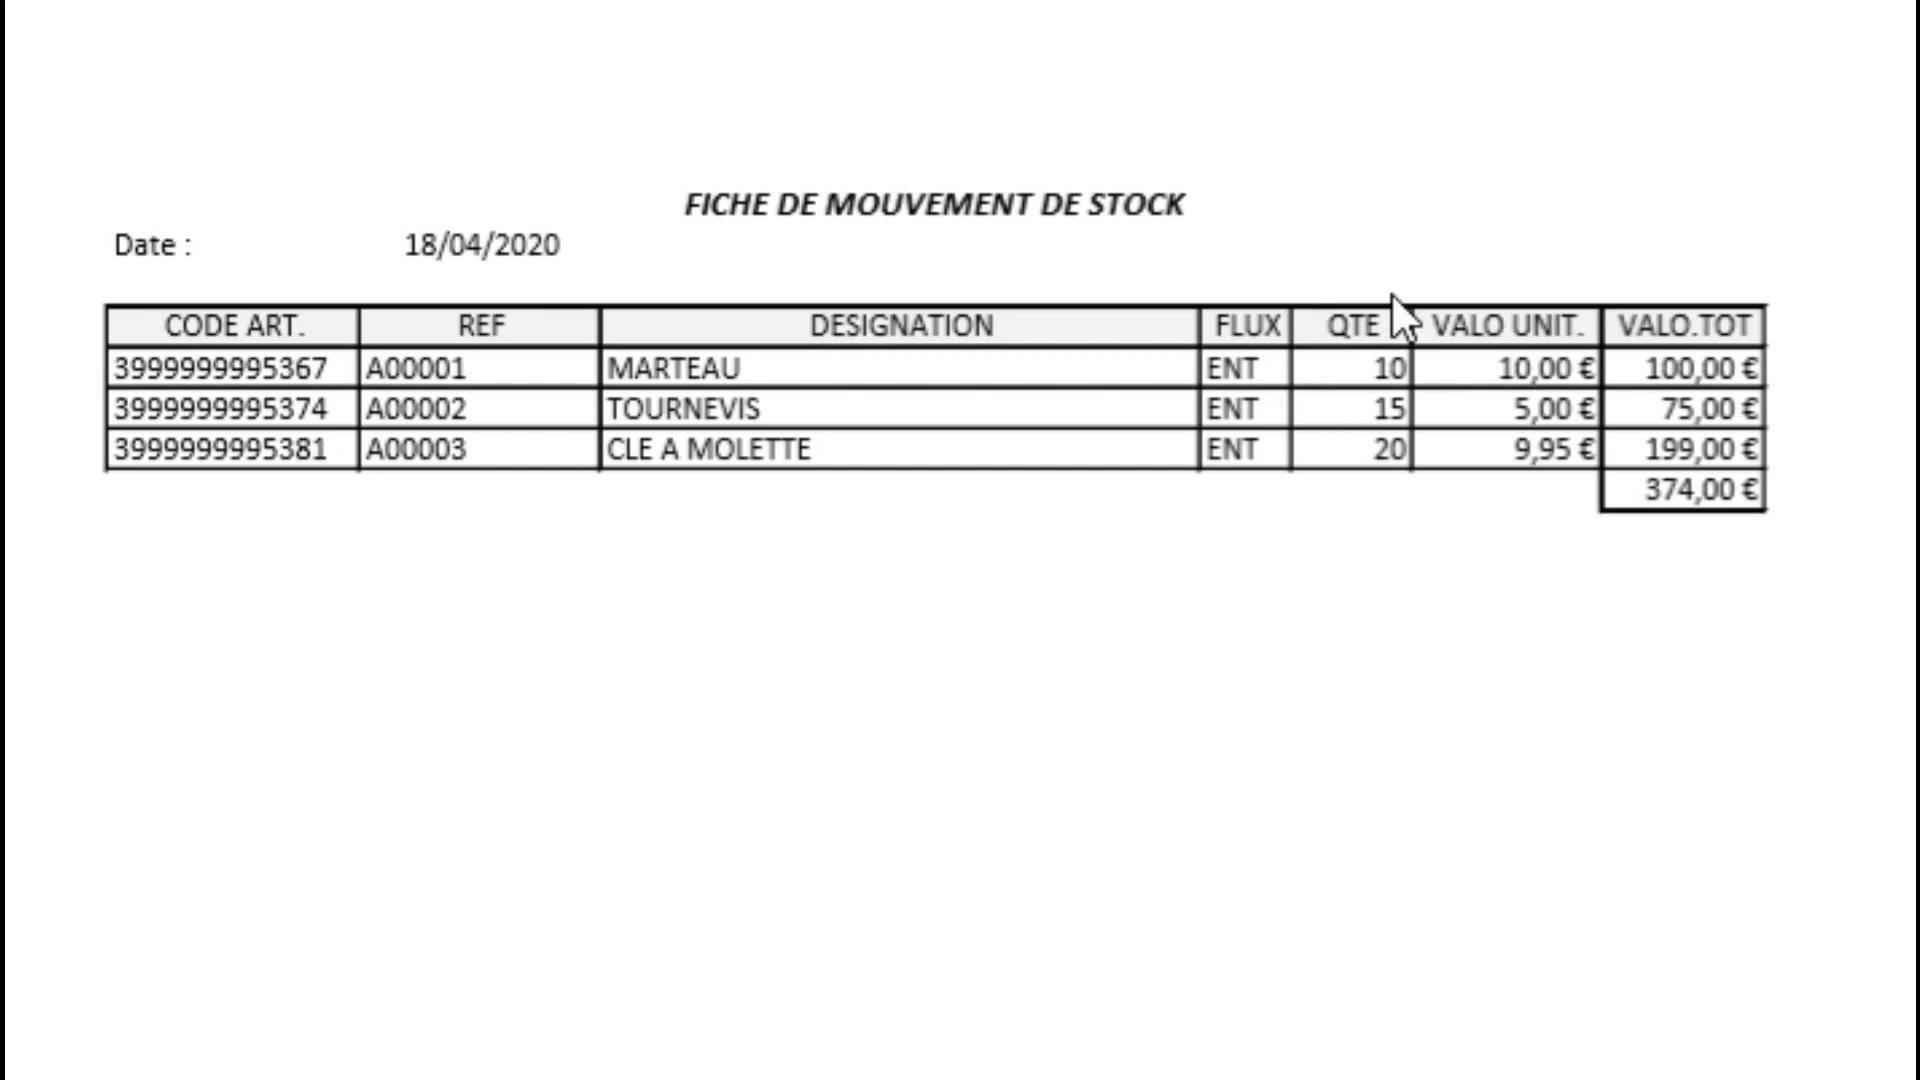 FICHE DE MOUVEMENT DE STOCK
Date : 18/04/2020
CODE ART. REF DESIGNATION FLUX QTE VALO UNIT. VALO.TOT
3999999995367 A00001 MARTEAU ENT 10 10,00 € 100,00 €
3999999995374 A00002 TOURNEVIS ENT 15 5,00 € 75,00 €
3999999995381 A00003 CLE A MOLETTE ENT 20 9,95 € 199,00 €
374,00 €